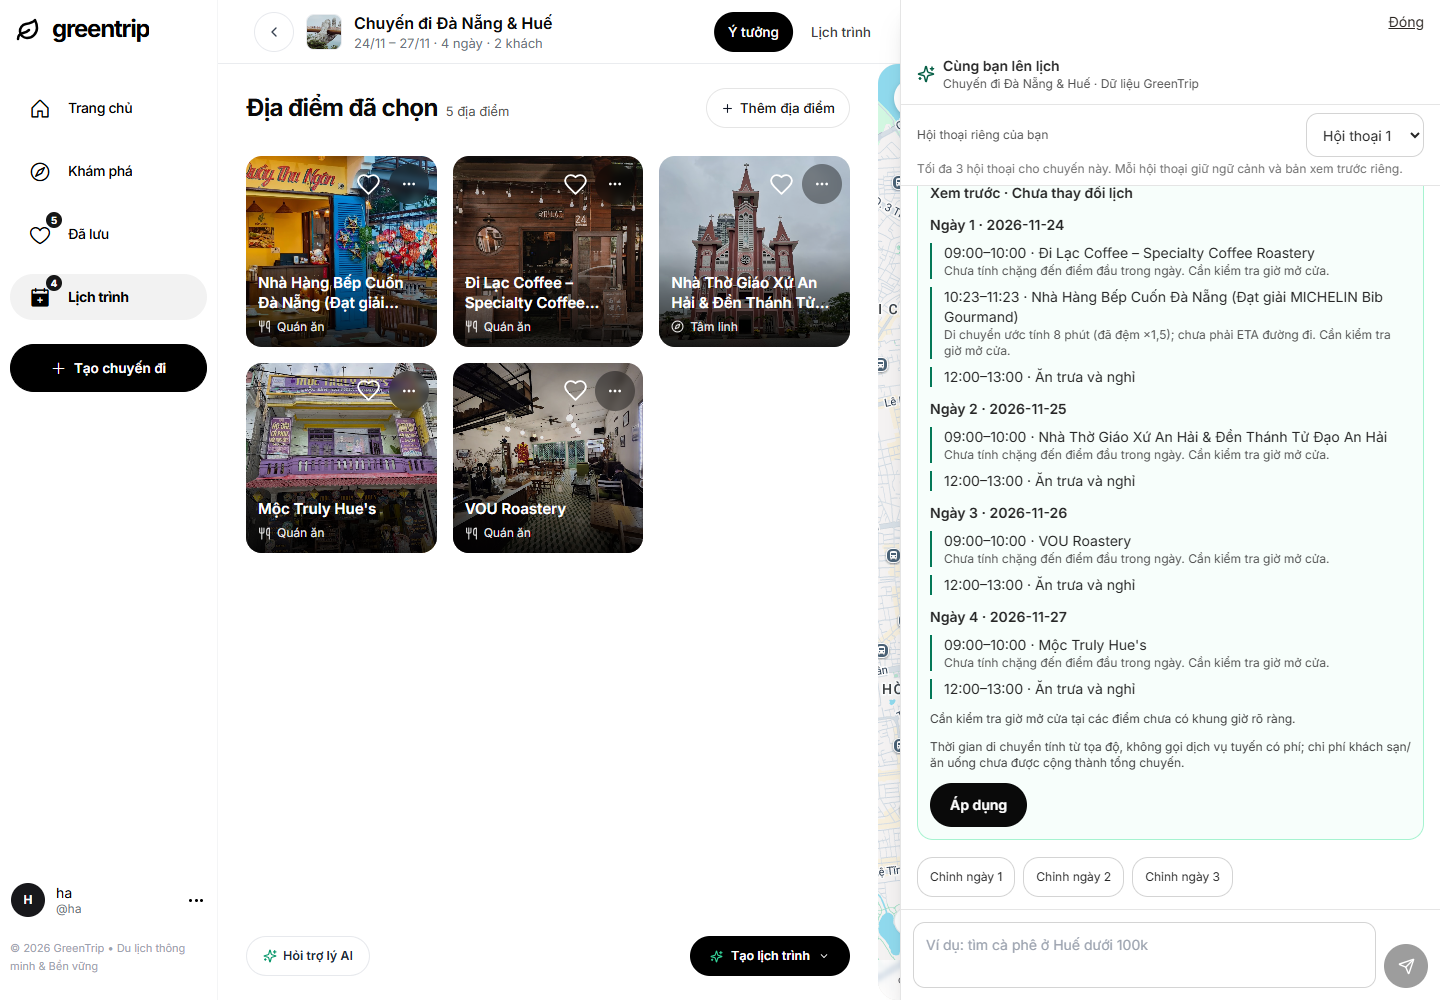 greentrip
Trang chủ
Khám phá
5
Đã lưu
4
Lịch trình
Tạo chuyến đi
H
ha
@ha
© 2026 GreenTrip • Du lịch thông
minh & Bền vững
Chuyến đi Đà Nẵng & Huế
24/11 – 27/11 · 4 ngày · 2 khách
Ý tưởng
Lịch trình
Địa điểm đã chọn
5 địa điểm
Thêm địa điểm
Nhà Hàng Bếp Cuốn
Đà Nẵng (Đạt giải...
Quán ăn
Đi Lạc Coffee –
Specialty Coffee...
Quán ăn
Nhà Thờ Giáo Xứ An
Hải & Đền Thánh Tử...
Tâm linh
Mộc Truly Hue's
Quán ăn
VOU Roastery
Quán ăn
Hỏi trợ lý AI
Tạo lịch trình
Đóng
Cùng bạn lên lịch
Chuyến đi Đà Nẵng & Huế · Dữ liệu GreenTrip
Hội thoại riêng của bạn
Hội thoại 1
Tối đa 3 hội thoại cho chuyến này. Mỗi hội thoại giữ ngữ cảnh và bản xem trước riêng.
Xem trước · Chưa thay đổi lịch
Ngày 1 · 2026-11-24
09:00–10:00 · Đi Lạc Coffee – Specialty Coffee Roastery
Chưa tính chặng đến điểm đầu trong ngày. Cần kiểm tra giờ mở cửa.
10:23–11:23 · Nhà Hàng Bếp Cuốn Đà Nẵng (Đạt giải MICHELIN Bib
Gourmand)
Di chuyển ước tính 8 phút (đã đệm ×1,5); chưa phải ETA đường đi. Cần kiểm tra
giờ mở cửa.
12:00–13:00 · Ăn trưa và nghỉ
Ngày 2 · 2026-11-25
09:00–10:00 · Nhà Thờ Giáo Xứ An Hải & Đền Thánh Tử Đạo An Hải
Chưa tính chặng đến điểm đầu trong ngày. Cần kiểm tra giờ mở cửa.
12:00–13:00 · Ăn trưa và nghỉ
Ngày 3 · 2026-11-26
09:00–10:00 · VOU Roastery
Chưa tính chặng đến điểm đầu trong ngày. Cần kiểm tra giờ mở cửa.
12:00–13:00 · Ăn trưa và nghỉ
Ngày 4 · 2026-11-27
09:00–10:00 · Mộc Truly Hue's
Chưa tính chặng đến điểm đầu trong ngày. Cần kiểm tra giờ mở cửa.
12:00–13:00 · Ăn trưa và nghỉ
Cần kiểm tra giờ mở cửa tại các điểm chưa có khung giờ rõ ràng.
Thời gian di chuyển tính từ tọa độ, không gọi dịch vụ tuyến có phí; chi phí khách sạn/
ăn uống chưa được cộng thành tổng chuyến.
Áp dụng
Chỉnh ngày 1
Chỉnh ngày 2
Chỉnh ngày 3
Ví dụ: tìm cà phê ở Huế dưới 100k